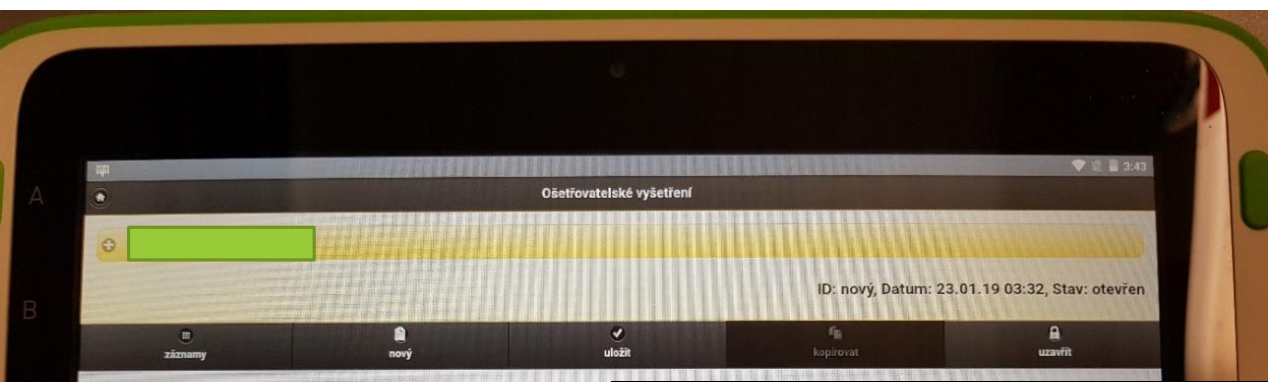 3:43
Ošetřovatelské vyšetření
A
ID: nový, Datum: 23.01.19 03:32, Stav: otevřen
B
záznamy nový uložit kopírovat uzavřít